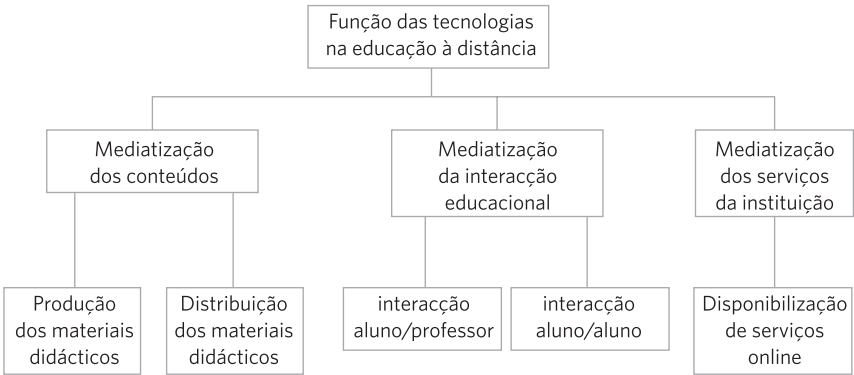 Função das tecnologias
na educação à distância
Mediatização
dos conteúdos
Mediatização
da interacção
educacional
Mediatização
dos serviços
da instituição
Produção
dos materiais
didácticos
Distribuição
dos materiais
didácticos
interacção
aluno/professor
interacção
aluno/aluno
Disponibilização
de serviços
online